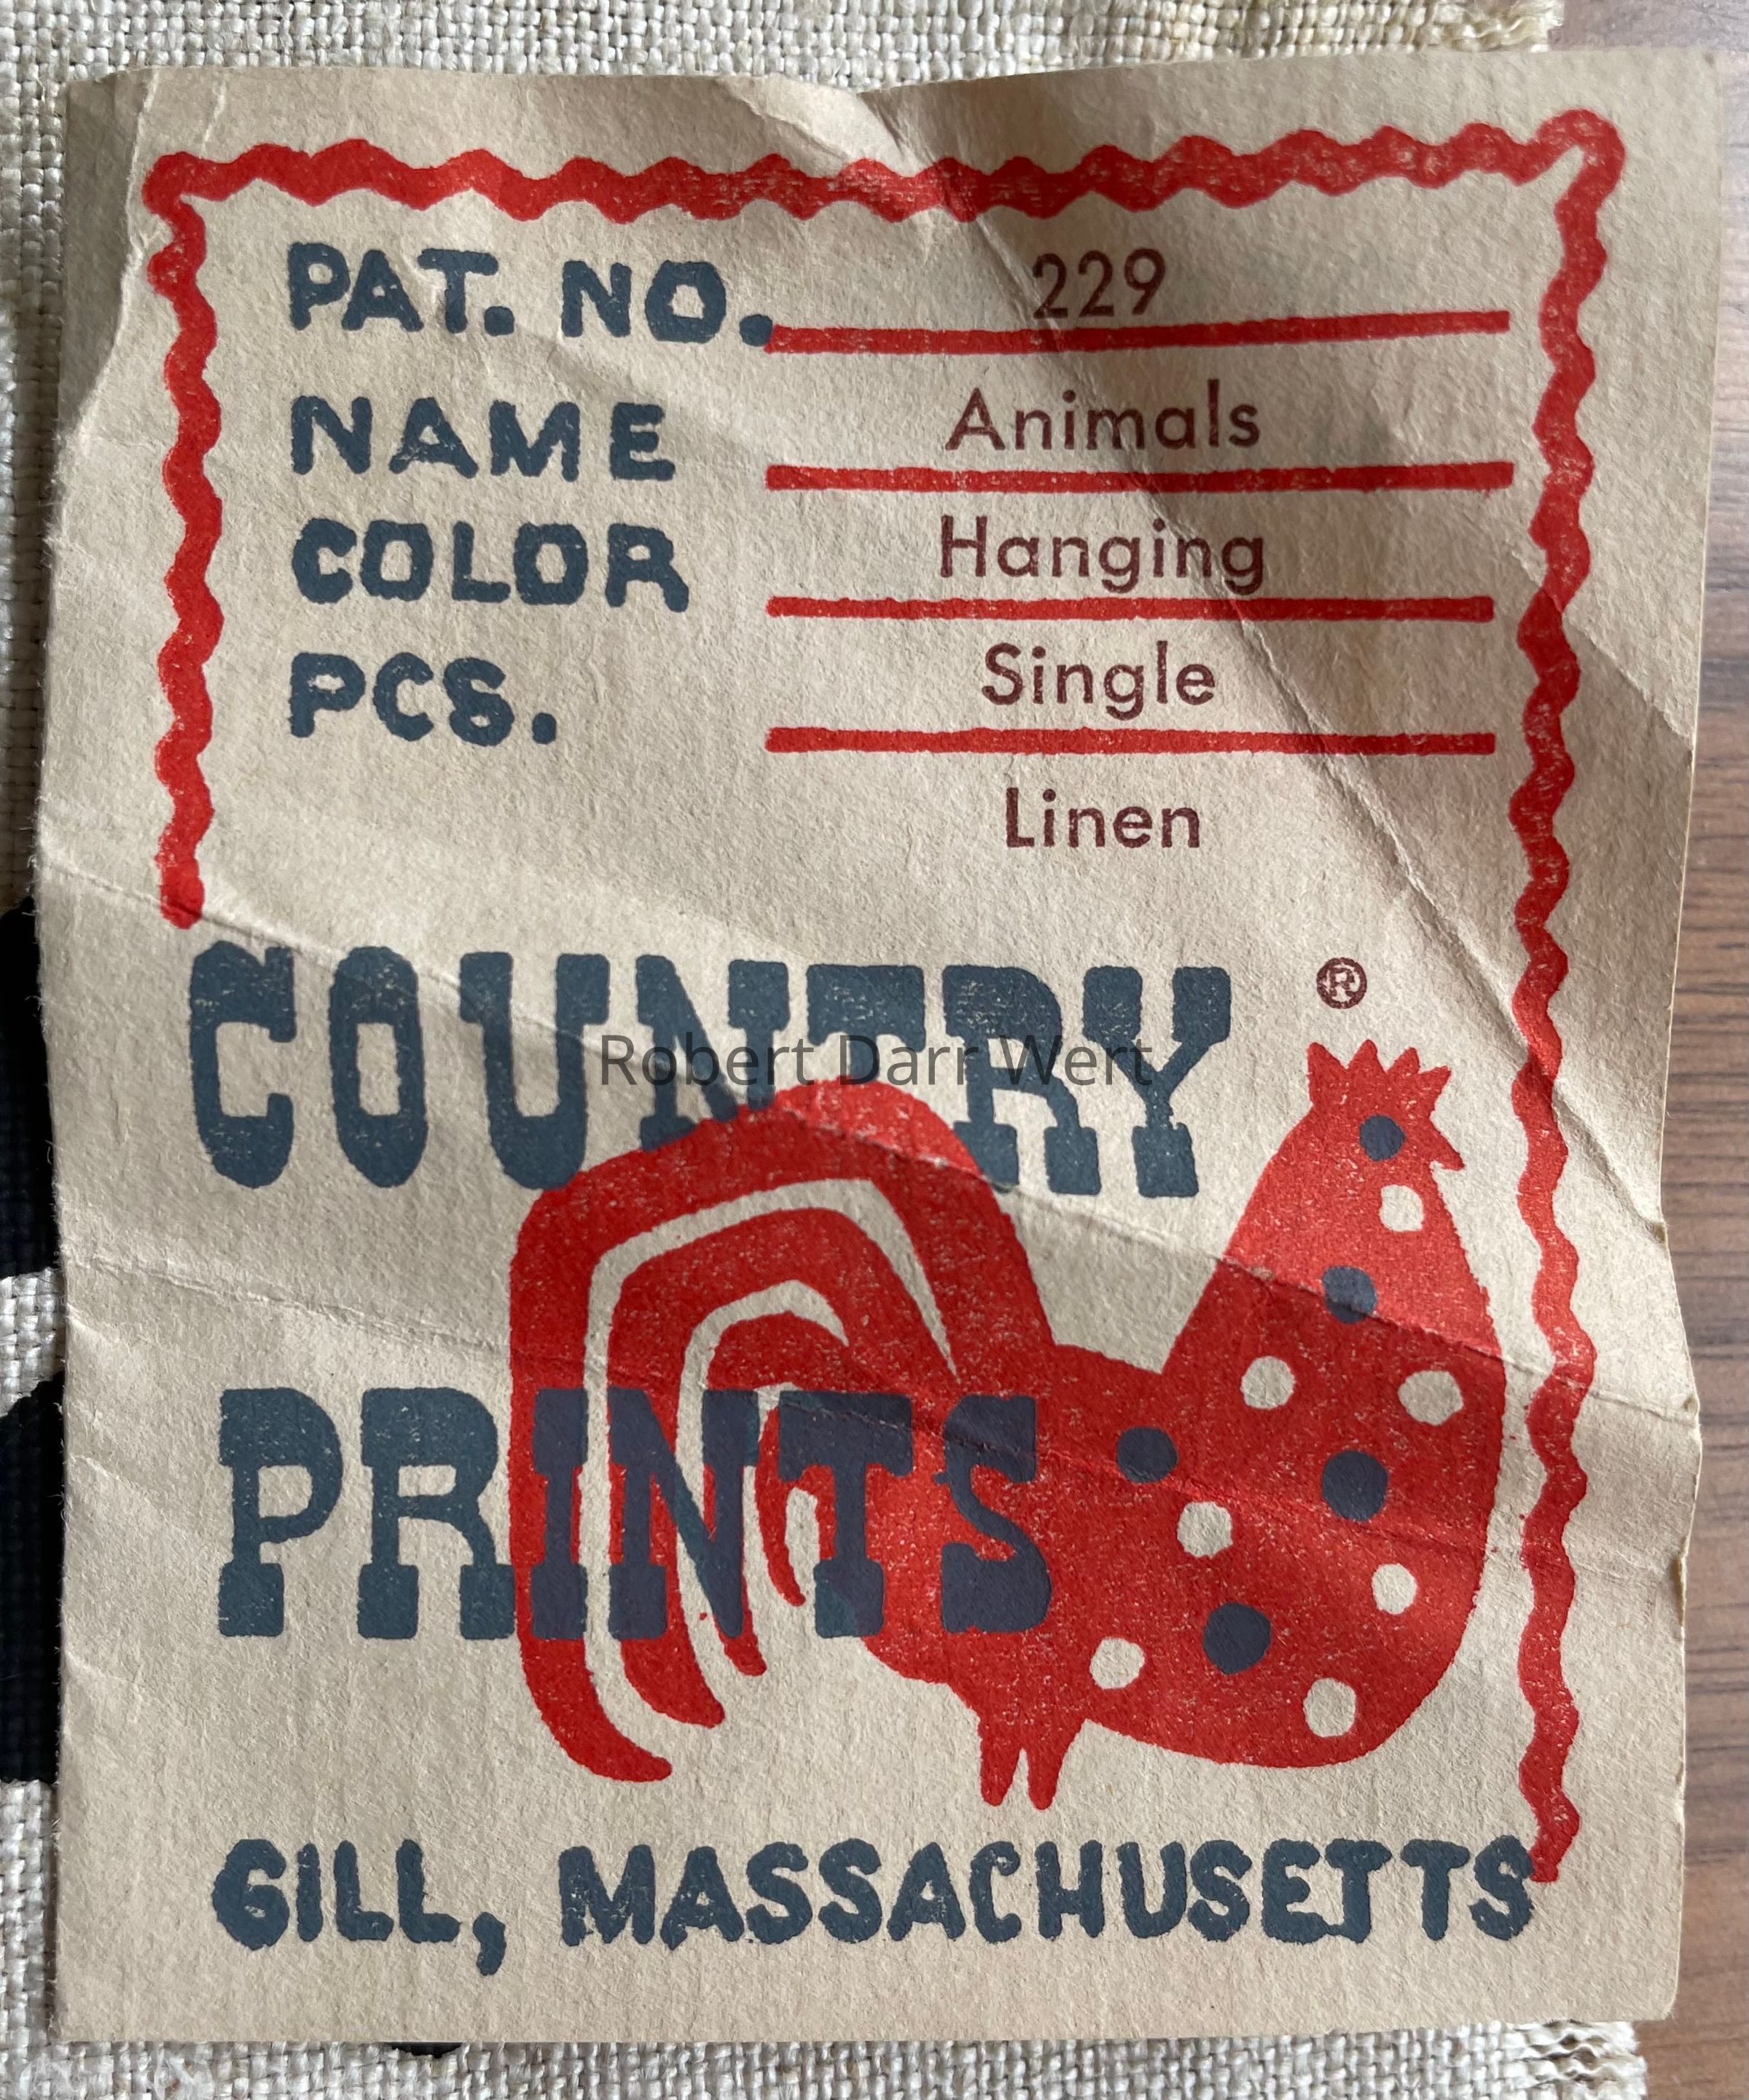 PAT. NO. 229
NAME Animals
COLOR Hanging
PCS. Single
Linen
COUNTRY ®
Robert Darr Wert
PRINTS
GILL, MASSACHUSETTS